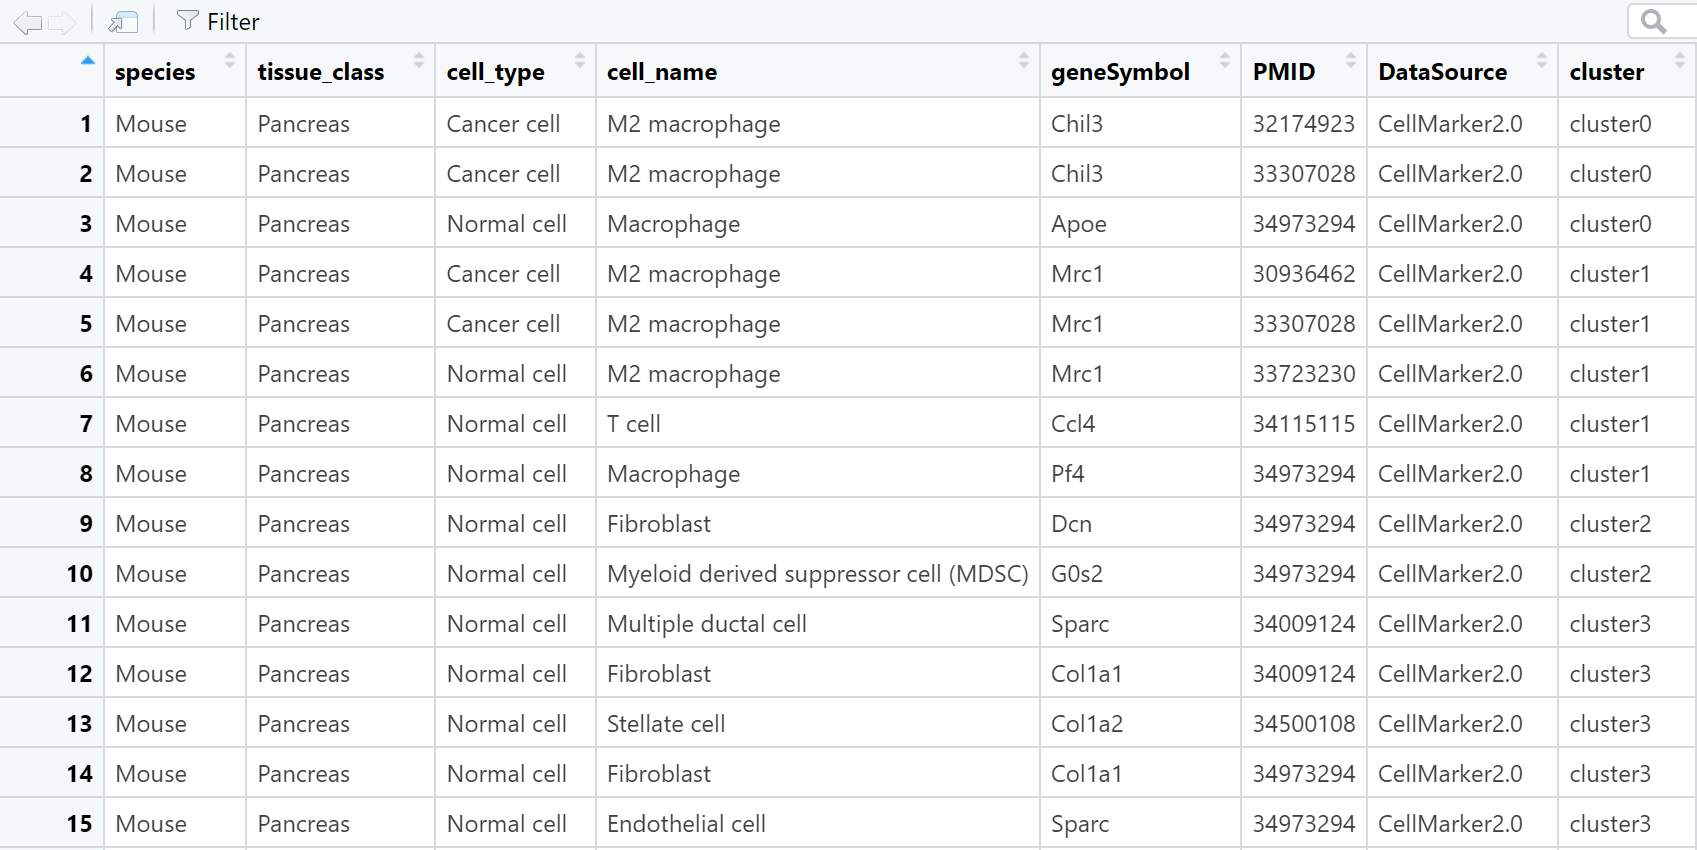 Filter
species tissue_class cell_type cell_name geneSymbol PMID DataSource cluster
1 Mouse Pancreas Cancer cell M2 macrophage Chil3 32174923 CellMarker2.0 cluster0
2 Mouse Pancreas Cancer cell M2 macrophage Chil3 33307028 CellMarker2.0 cluster0
3 Mouse Pancreas Normal cell Macrophage Apoe 34973294 CellMarker2.0 cluster0
4 Mouse Pancreas Cancer cell M2 macrophage Mrc1 30936462 CellMarker2.0 cluster1
5 Mouse Pancreas Cancer cell M2 macrophage Mrc1 33307028 CellMarker2.0 cluster1
6 Mouse Pancreas Normal cell M2 macrophage Mrc1 33723230 CellMarker2.0 cluster1
7 Mouse Pancreas Normal cell T cell Ccl4 34115115 CellMarker2.0 cluster1
8 Mouse Pancreas Normal cell Macrophage Pf4 34973294 CellMarker2.0 cluster1
9 Mouse Pancreas Normal cell Fibroblast Dcn 34973294 CellMarker2.0 cluster2
10 Mouse Pancreas Normal cell Myeloid derived suppressor cell (MDSC) G0s2 34973294 CellMarker2.0 cluster2
11 Mouse Pancreas Normal cell Multiple ductal cell Sparc 34009124 CellMarker2.0 cluster3
12 Mouse Pancreas Normal cell Fibroblast Col1a1 34009124 CellMarker2.0 cluster3
13 Mouse Pancreas Normal cell Stellate cell Col1a2 34500108 CellMarker2.0 cluster3
14 Mouse Pancreas Normal cell Fibroblast Col1a1 34973294 CellMarker2.0 cluster3
15 Mouse Pancreas Normal cell Endothelial cell Sparc 34973294 CellMarker2.0 cluster3